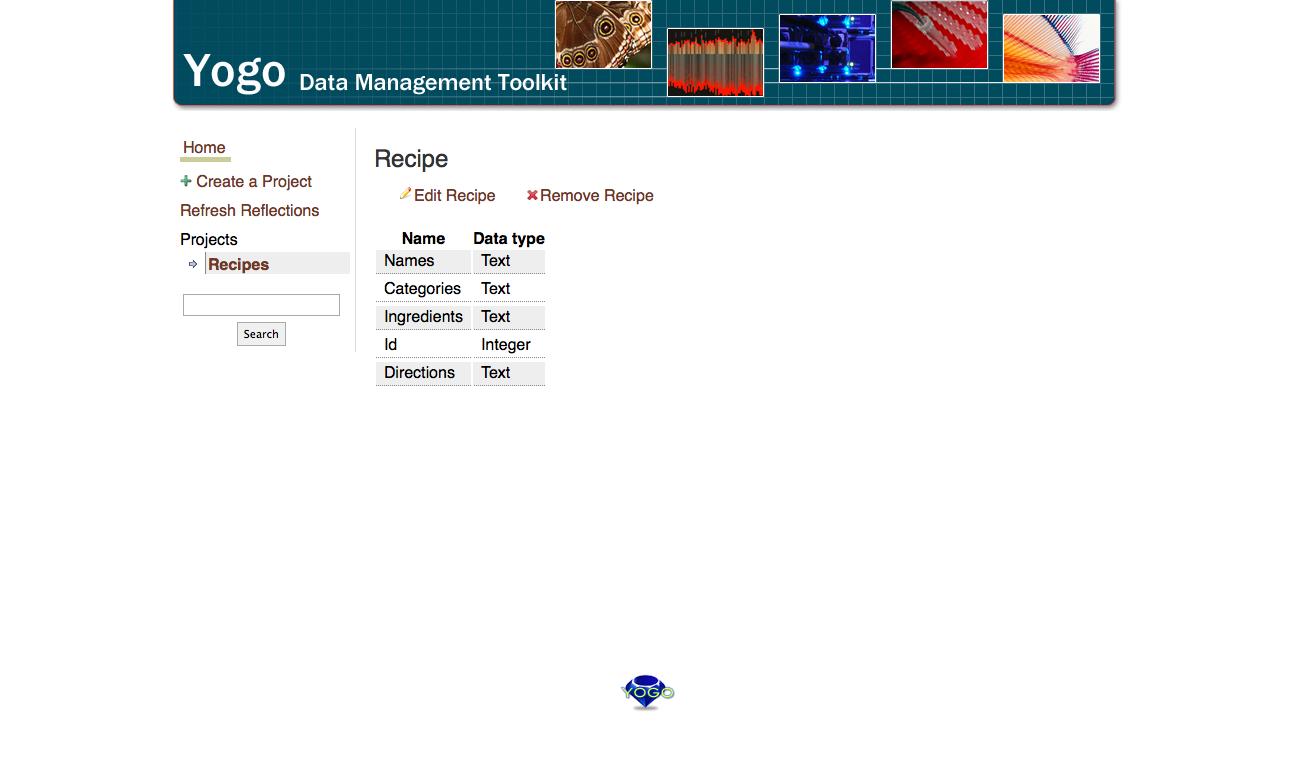 Yogo Data Management Toolkit
Home
Create a Project
Refresh Reflections
Projects
Recipes
Search
Recipe
Edit Recipe Remove Recipe
Name Data type
Names Text
Categories Text
Ingredients Text
Id Integer
Directions Text
YOGO